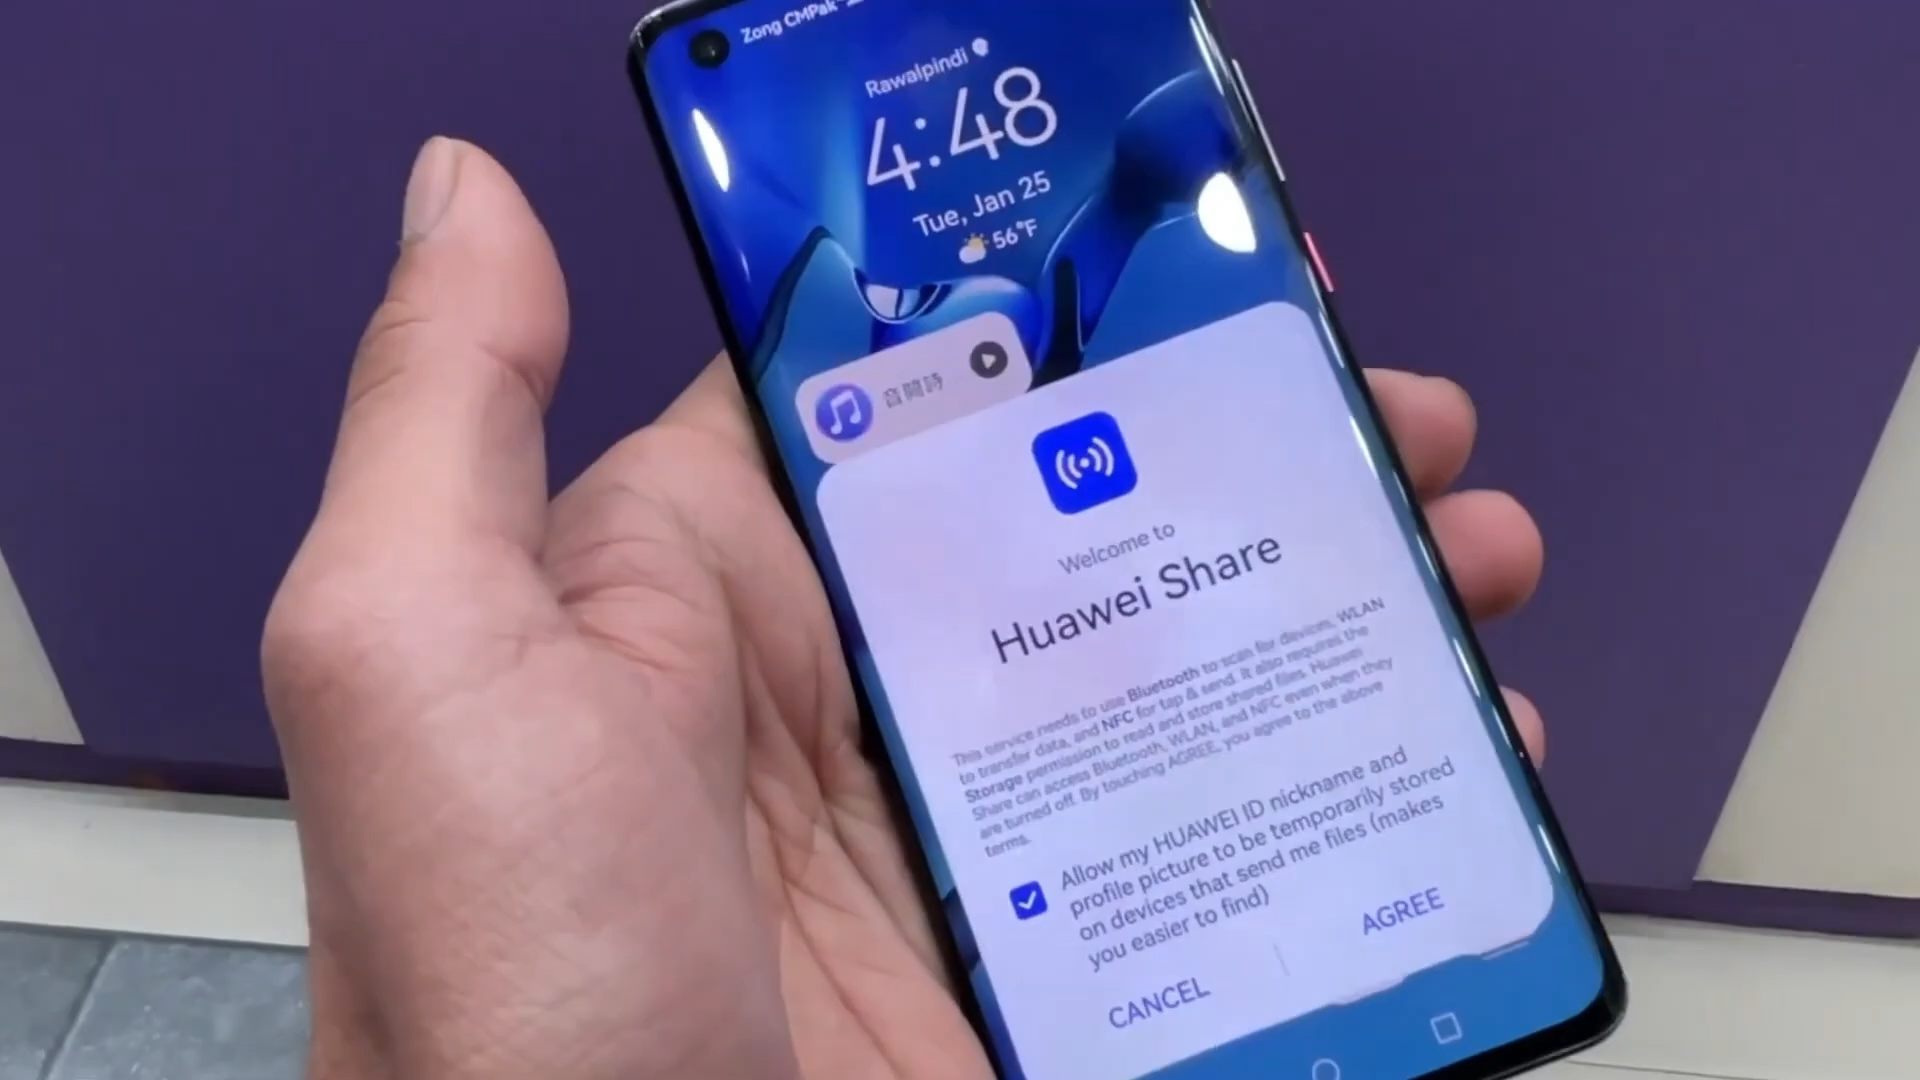 Zong CMPak
Rawalpindi
4:48
Tue, Jan 25
56°F
Welcome to
Huawei Share
This service needs to use Bluetooth to scan for devices, WLAN
to transfer data, and NFC for tap & send. It also requires the
Storage permission to read and store shared files. Huawei
Share can access Bluetooth, WLAN, and NFC even when they
are turned off. By touching AGREE, you agree to the above
terms.
Allow my HUAWEI ID nickname and
profile picture to be temporarily stored
on devices that send me files (makes
you easier to find)
CANCEL
AGREE